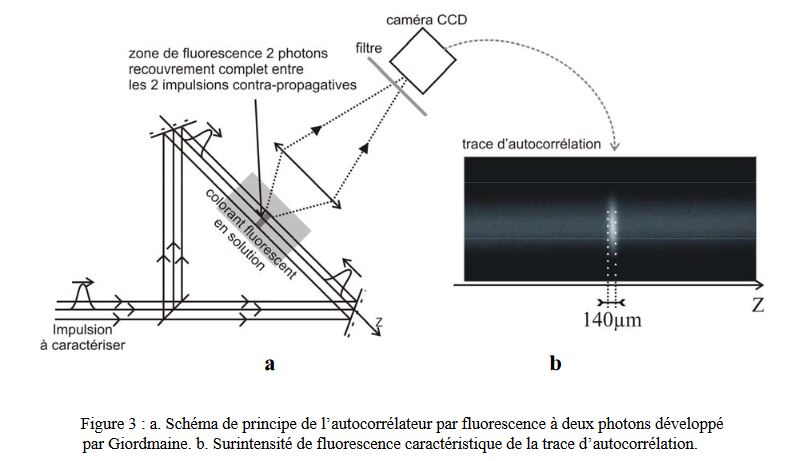 caméra CCD
filtre
zone de fluorescence 2 photons
recouvrement complet entre
les 2 impulsions contra-propagatives
trace d'autocorrélation
colorant fluorescent
en solution
Impulsion
à caractériser
z
Z
140µm
a
b
Figure 3 : a. Schéma de principe de l'autocorrélateur par fluorescence à deux photons développé
par Giordmaine. b. Surintensité de fluorescence caractéristique de la trace d'autocorrélation.